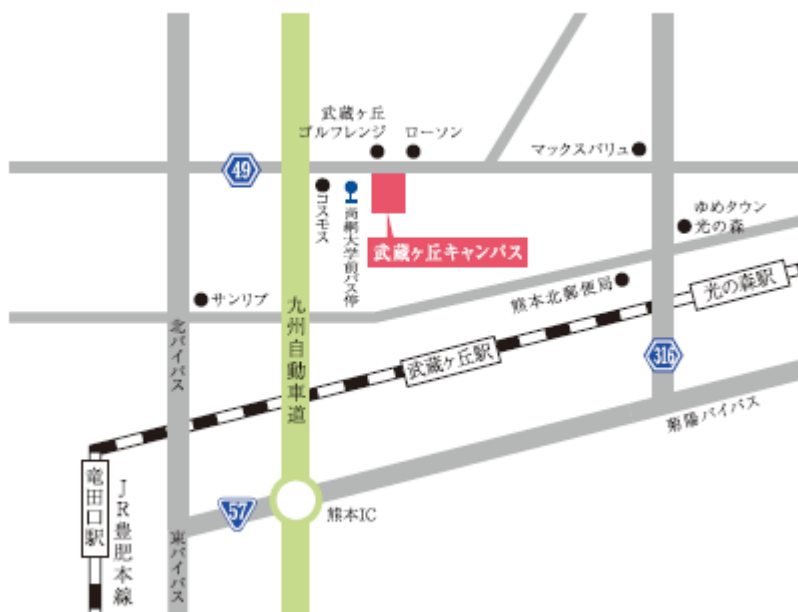 武蔵ヶ丘
ゴルフレンジ
ローソン
マックスバリュ
49
コスモス
高綱大学前バス停
武蔵ヶ丘キャンパス
ゆめタウン
光の森
サンリブ
熊本北郵便局
光の森駅
北バイパス
九州自動車道
武蔵ヶ丘駅
316
菊陽バイパス
竜田口駅
JR豊肥本線
57
熊本IC
東バイパス